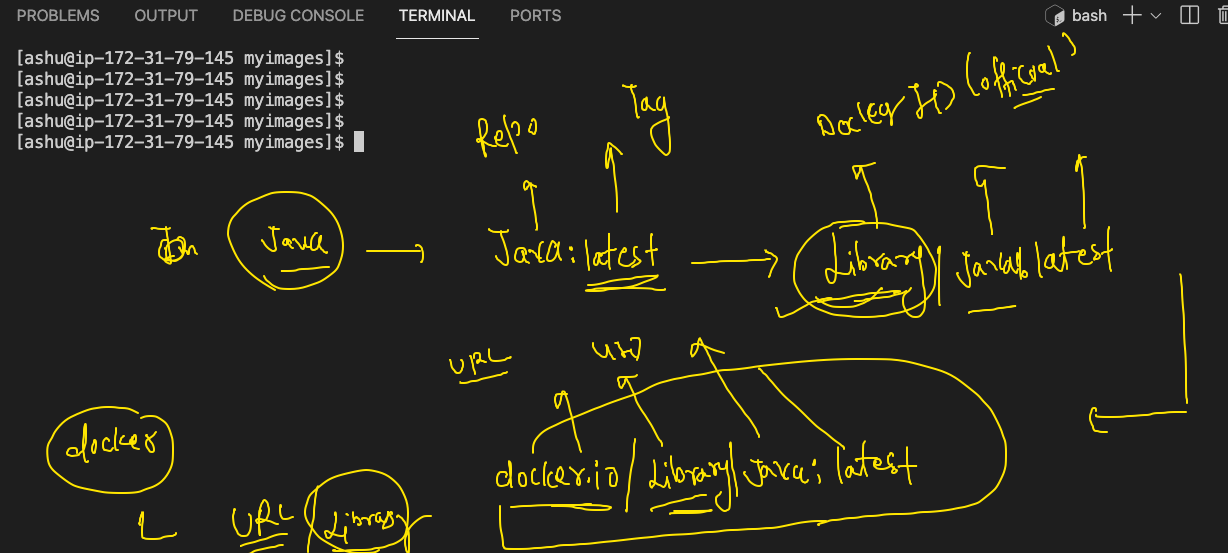 PROBLEMS OUTPUT DEBUG CONSOLE TERMINAL PORTS bash
[ashu@ip-172-31-79-145 myimages]$
[ashu@ip-172-31-79-145 myimages]$
[ashu@ip-172-31-79-145 myimages]$
[ashu@ip-172-31-79-145 myimages]$
[ashu@ip-172-31-79-145 myimages]$
Repo Tag Docker ID (official)
Java Java:latest Library/Java:latest
URL
docker docker.io/Library/Java:latest
URL Library